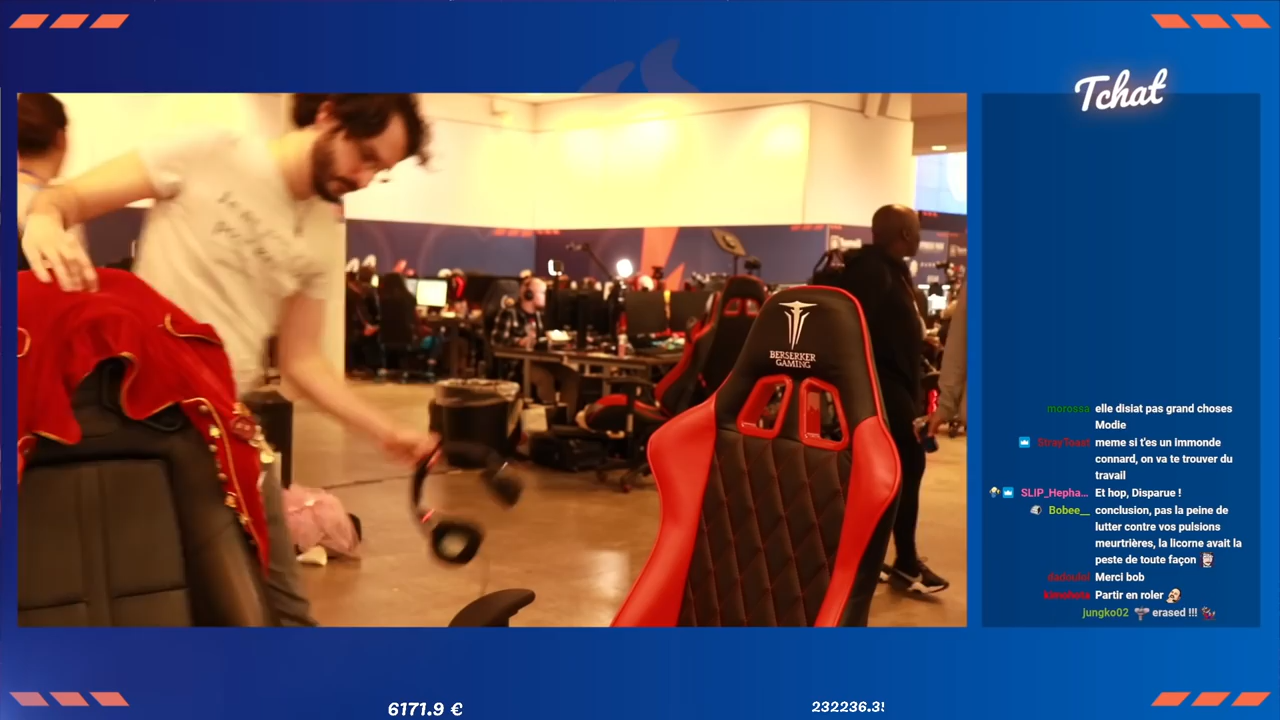 Tchat
BERSERKER
GAMING
morossa elle disiat pas grand choses
Modie
StrayToast meme si t'es un immonde
connard, on va te trouver du
travail
SLIP_Hepha... Et hop, Disparue !
Bobee__ conclusion, pas la peine de
lutter contre vos pulsions
meurtrières, la licorne avait la
peste de toute façon
Merci bob
Partir en roler
jungko02 erased !!!
6171.9 €